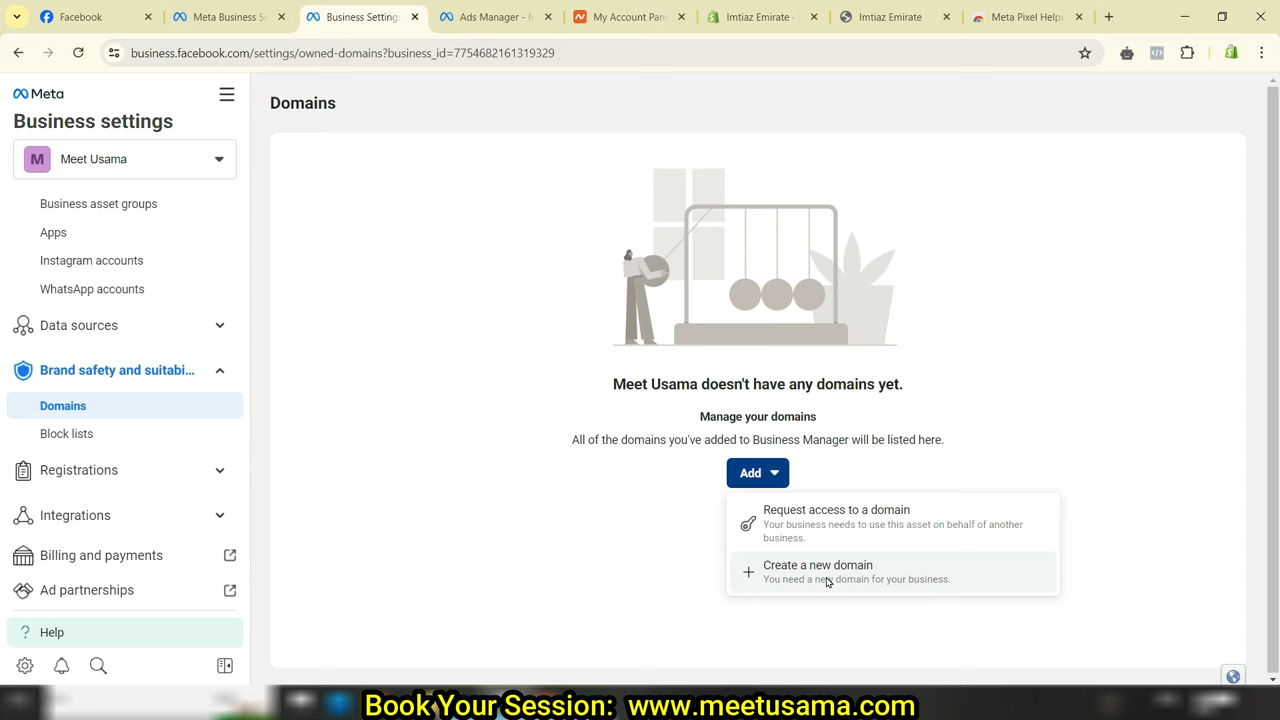 Facebook
Meta Business S
Business Setting
Ads Manager - M
My Account Pan
Imtiaz Emirate - T
Imtiaz Emirate
Meta Pixel Help
business.facebook.com/settings/owned-domains?business_id=7754682161319329
Meta
Business settings
M
Meet Usama
Business asset groups
Apps
Instagram accounts
WhatsApp accounts
Data sources
Brand safety and suitabi...
Domains
Block lists
Registrations
Integrations
Billing and payments
Ad partnerships
? Help
Domains
Meet Usama doesn't have any domains yet.
Manage your domains
All of the domains you've added to Business Manager will be listed here.
Add
Request access to a domain
Your business needs to use this asset on behalf of another
business.
Create a new domain
You need a new domain for your business.
Book Your Session: www.meetusama.com